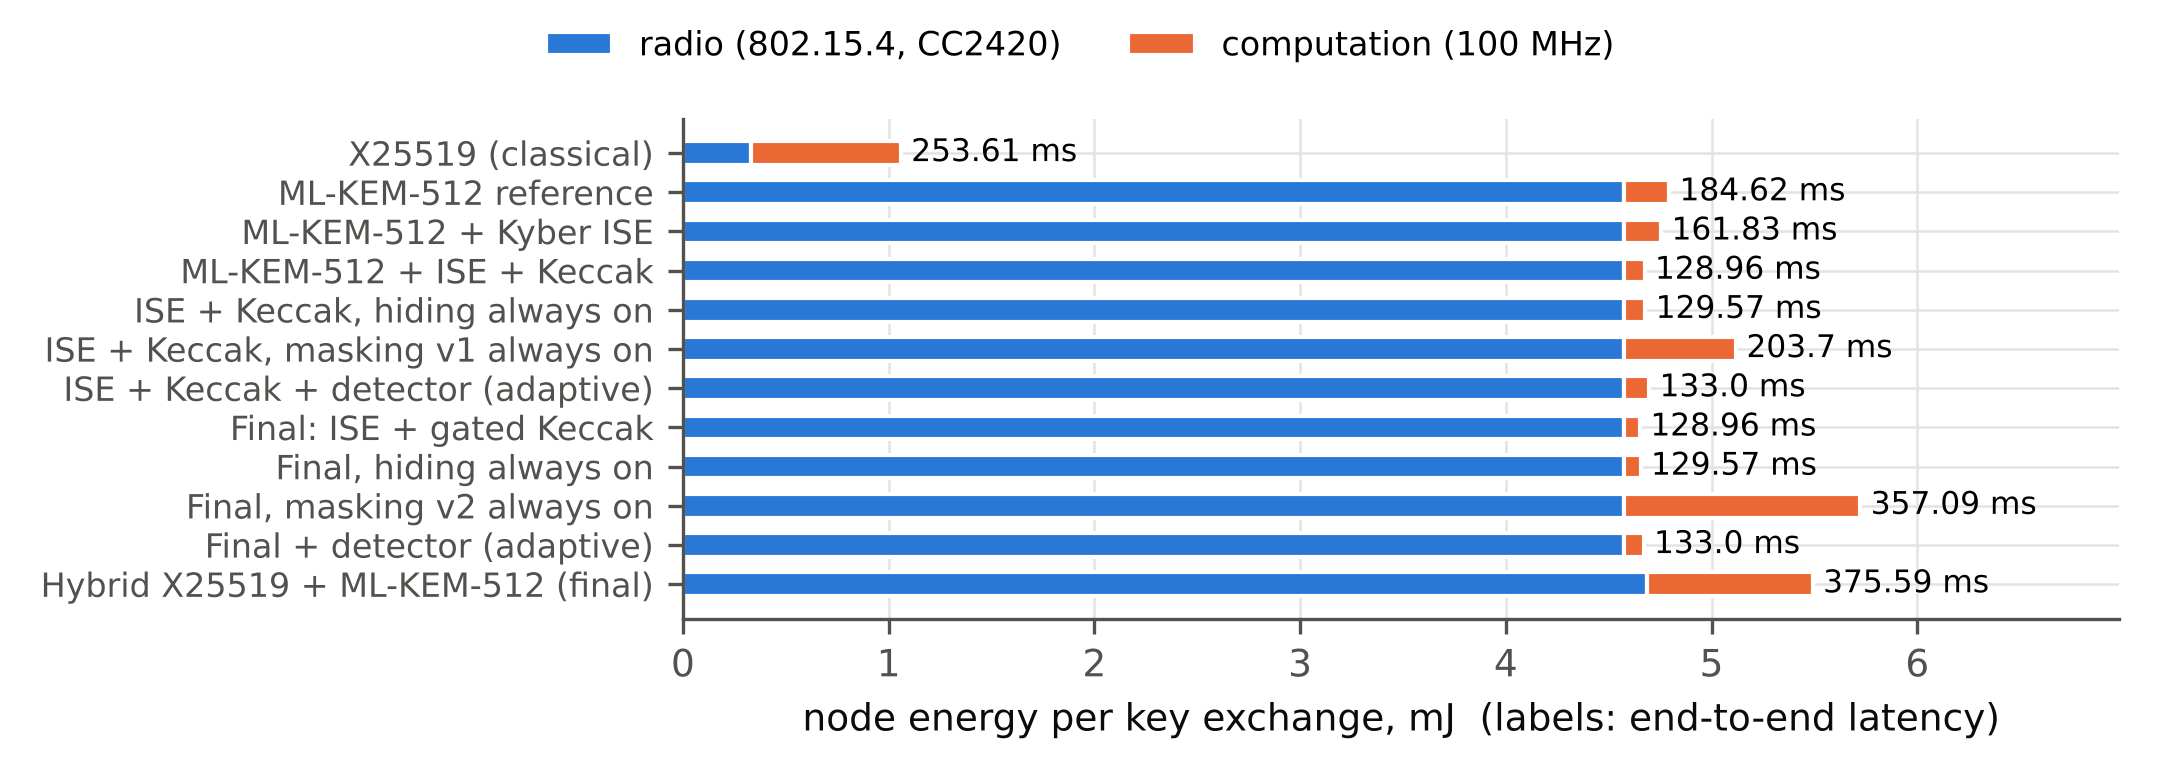 radio (802.15.4, CC2420) computation (100 MHz)
X25519 (classical) 253.61 ms
ML-KEM-512 reference 184.62 ms
ML-KEM-512 + Kyber ISE 161.83 ms
ML-KEM-512 + ISE + Keccak 128.96 ms
ISE + Keccak, hiding always on 129.57 ms
ISE + Keccak, masking v1 always on 203.7 ms
ISE + Keccak + detector (adaptive) 133.0 ms
Final: ISE + gated Keccak 128.96 ms
Final, hiding always on 129.57 ms
Final, masking v2 always on 357.09 ms
Final + detector (adaptive) 133.0 ms
Hybrid X25519 + ML-KEM-512 (final) 375.59 ms
0 1 2 3 4 5 6
node energy per key exchange, mJ (labels: end-to-end latency)